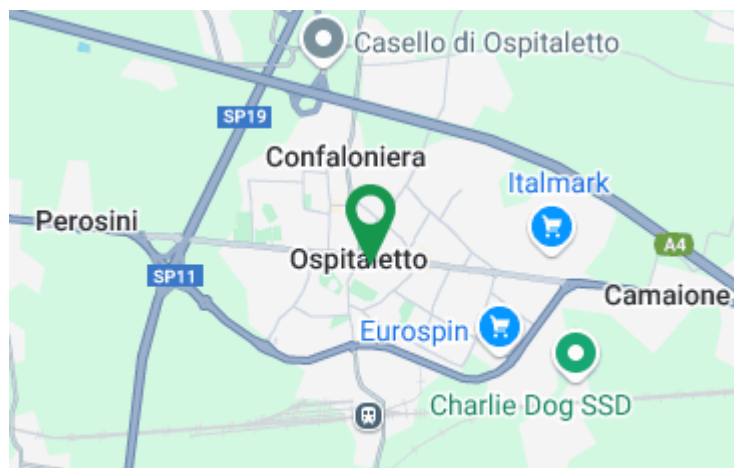 Casello di Ospitaletto
SP19
Confaloniera
Italmark
Perosini
A4
Ospitaletto
SP11
Camaione
Eurospin
Charlie Dog SSD